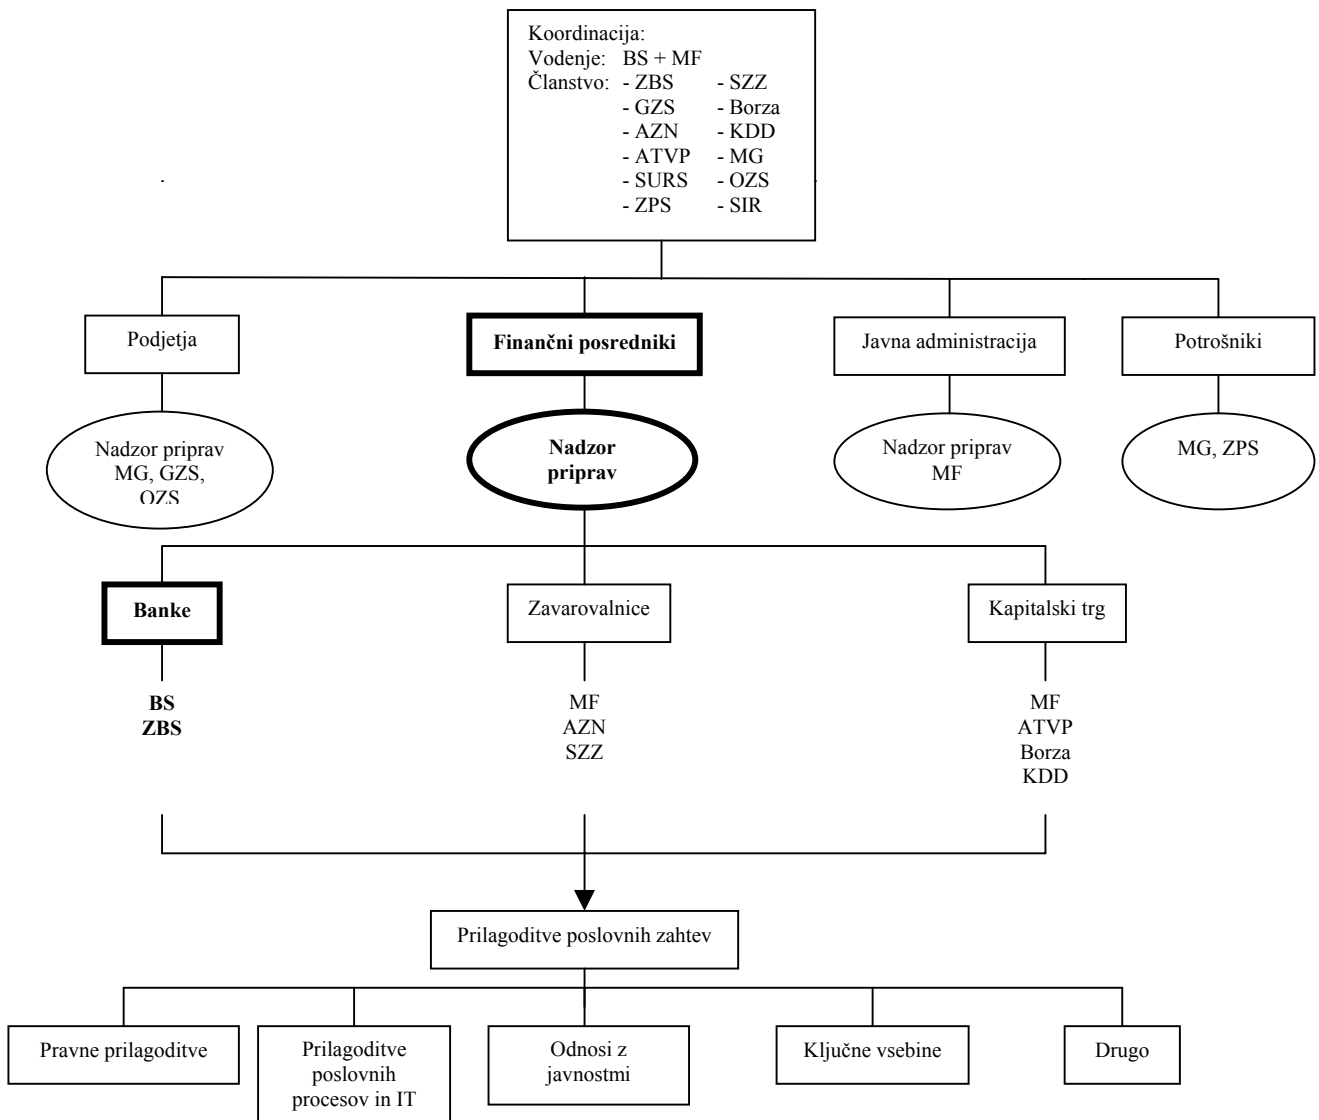 Koordinacija:
Vodenje: BS + MF
Članstvo: - ZBS - SZZ
- GZS - Borza
- AZN - KDD
- ATVP - MG
- SURS - OZS
- ZPS - SIR
Podjetja
Finančni posredniki
Javna administracija
Potrošniki
Nadzor priprav
MG, GZS,
OZS
Nadzor
priprav
Nadzor priprav
MF
MG, ZPS
Banke
Zavarovalnice
Kapitalski trg
BS
ZBS
MF
AZN
SZZ
MF
ATVP
Borza
KDD
Prilagoditve poslovnih zahtev
Pravne prilagoditve
Prilagoditve
poslovnih
procesov in IT
Odnosi z
javnostmi
Ključne vsebine
Drugo